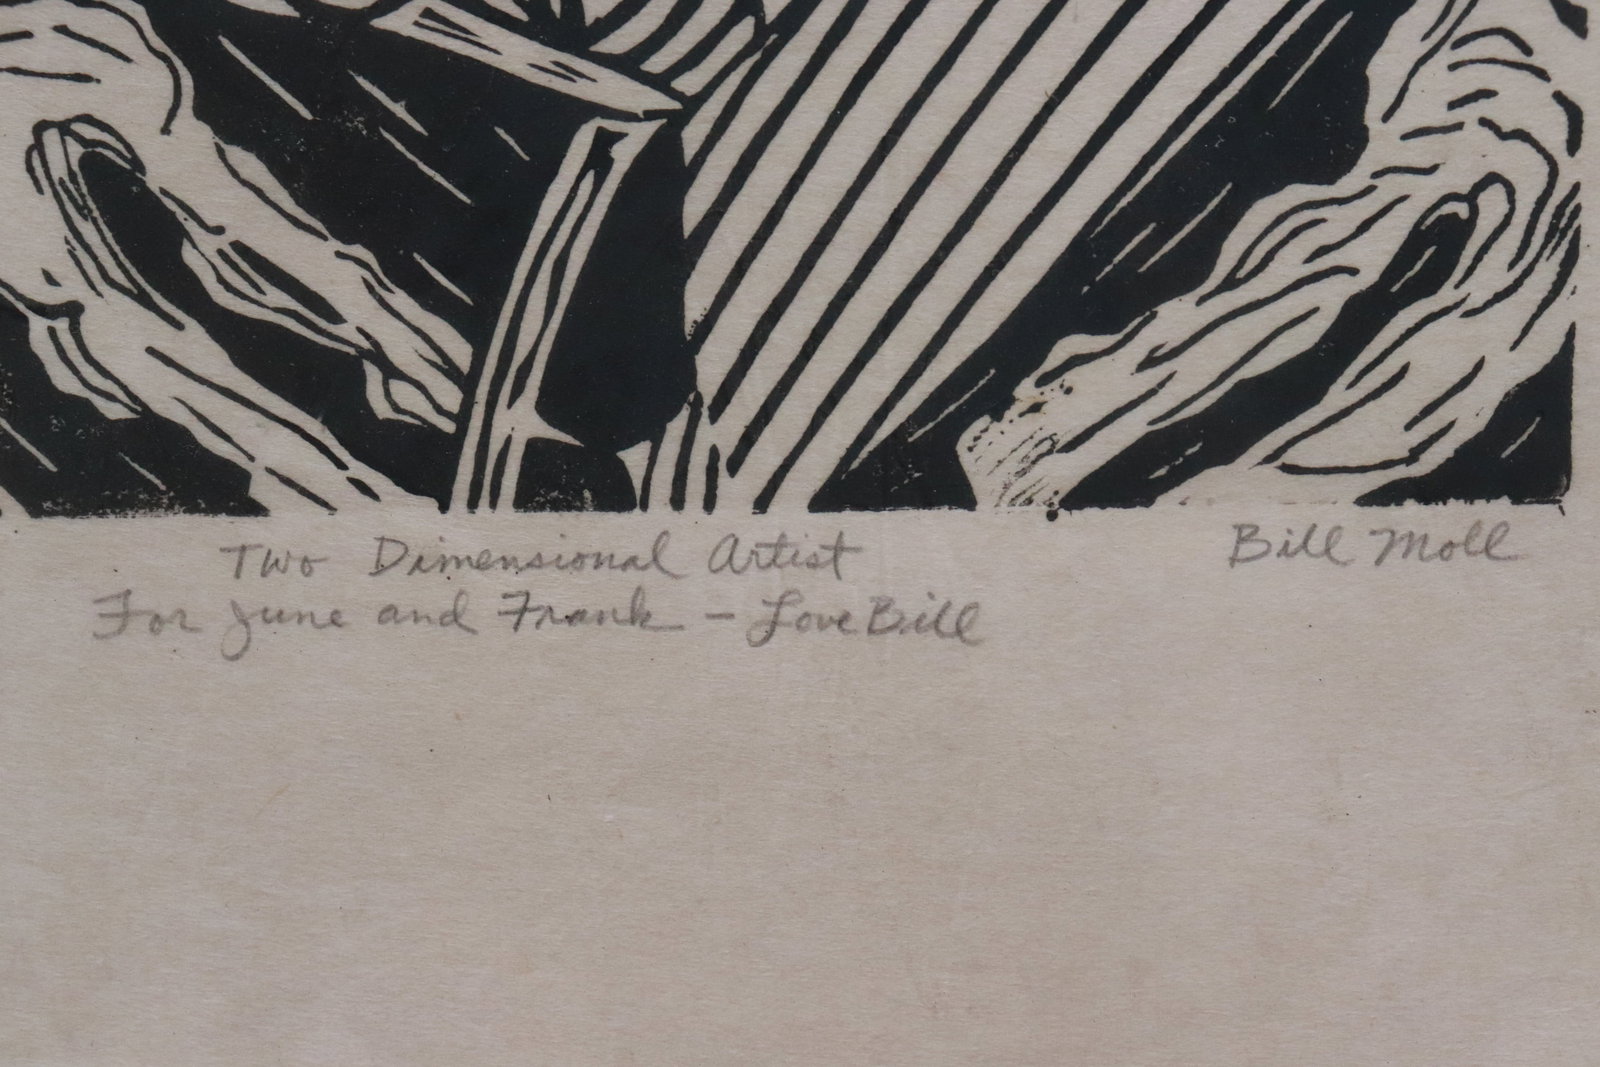 Two Dimensional Artist
Bill Moll
For June and Frank – Love Bill